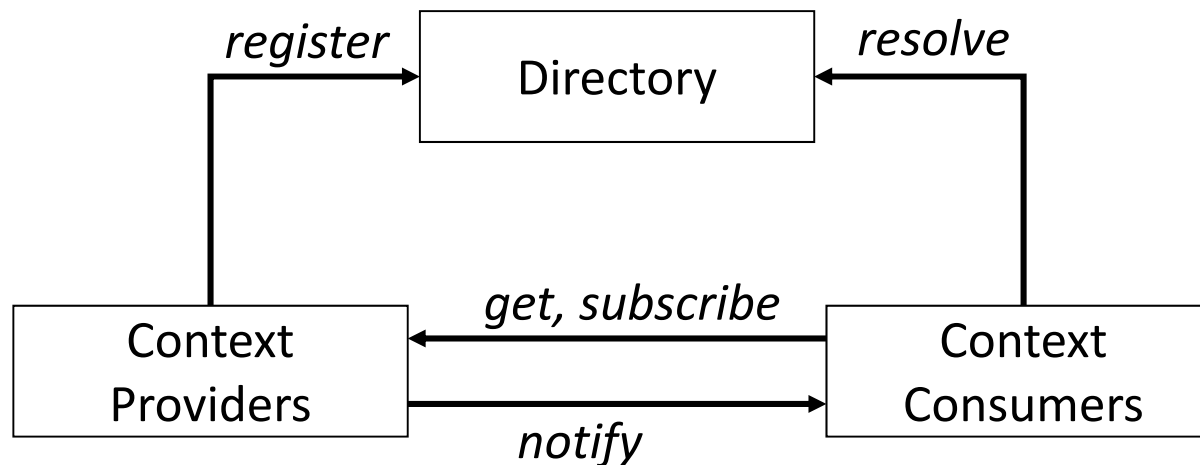 register
Directory
resolve
get, subscribe
Context
Providers
Context
Consumers
notify